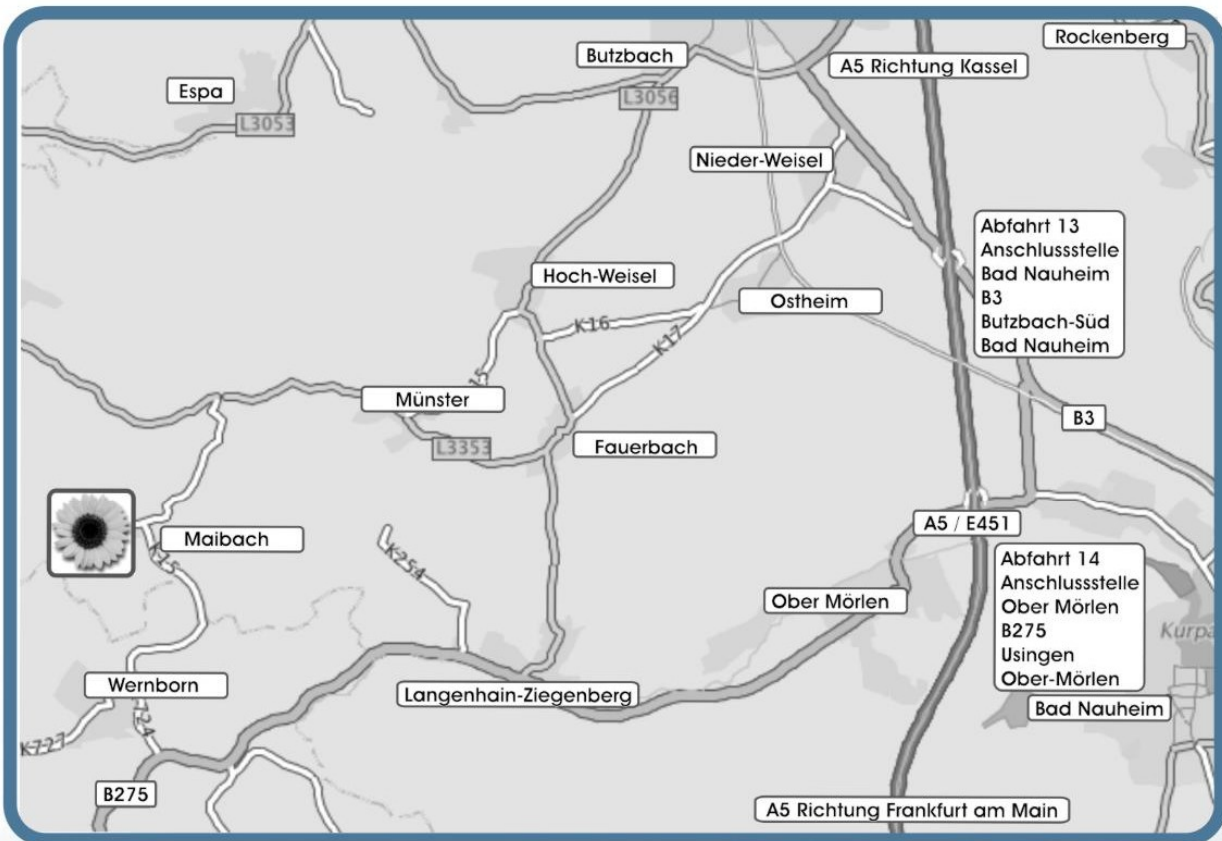 Rockenberg
Butzbach
A5 Richtung Kassel
Espa
L3056
L3053
Nieder-Weisel
Abfahrt 13
Anschlussstelle
Bad Nauheim
B3
Butzbach-Süd
Bad Nauheim
Hoch-Weisel
Ostheim
K16
K17
Münster
B3
L3353
Fauerbach
A5 / E451
Maibach
K15
K254
Abfahrt 14
Anschlussstelle
Ober Mörlen
B275
Usingen
Ober-Mörlen
Ober Mörlen
Wernborn
Langenhain-Ziegenberg
Bad Nauheim
K727
B275
A5 Richtung Frankfurt am Main